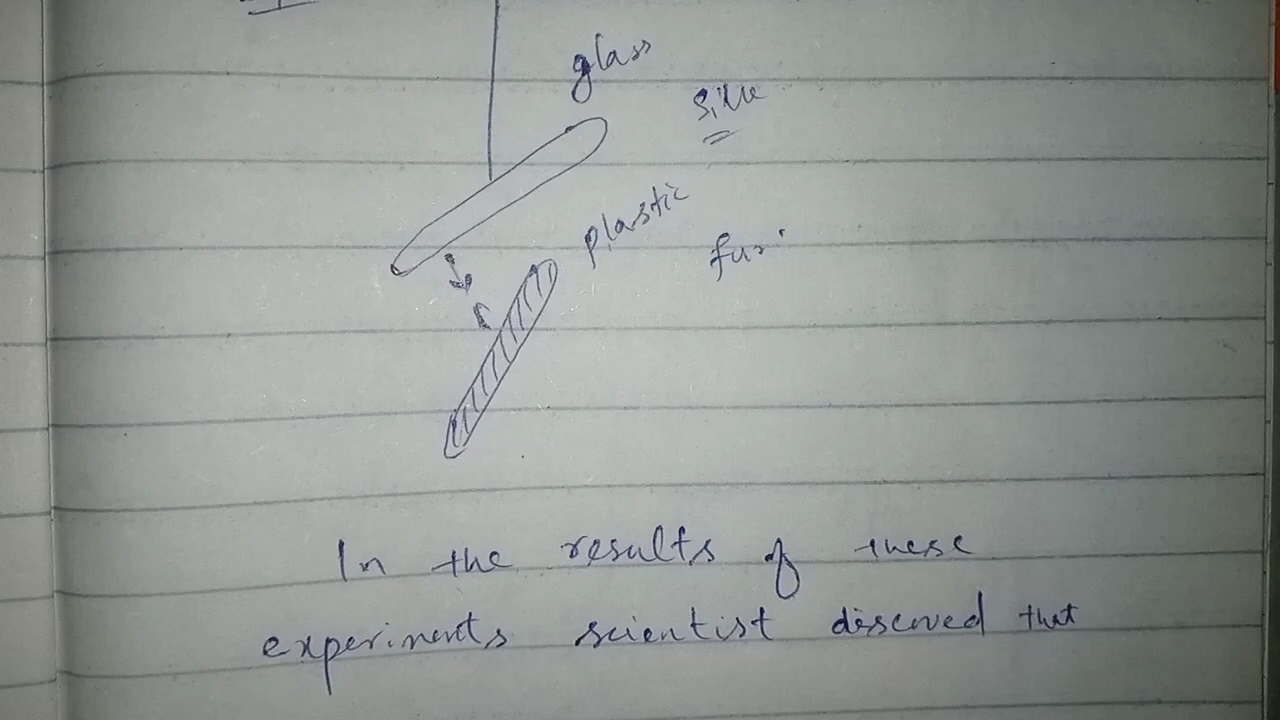 glass
silk
plastic
fur
In the results of these
experiments scientist discoved that